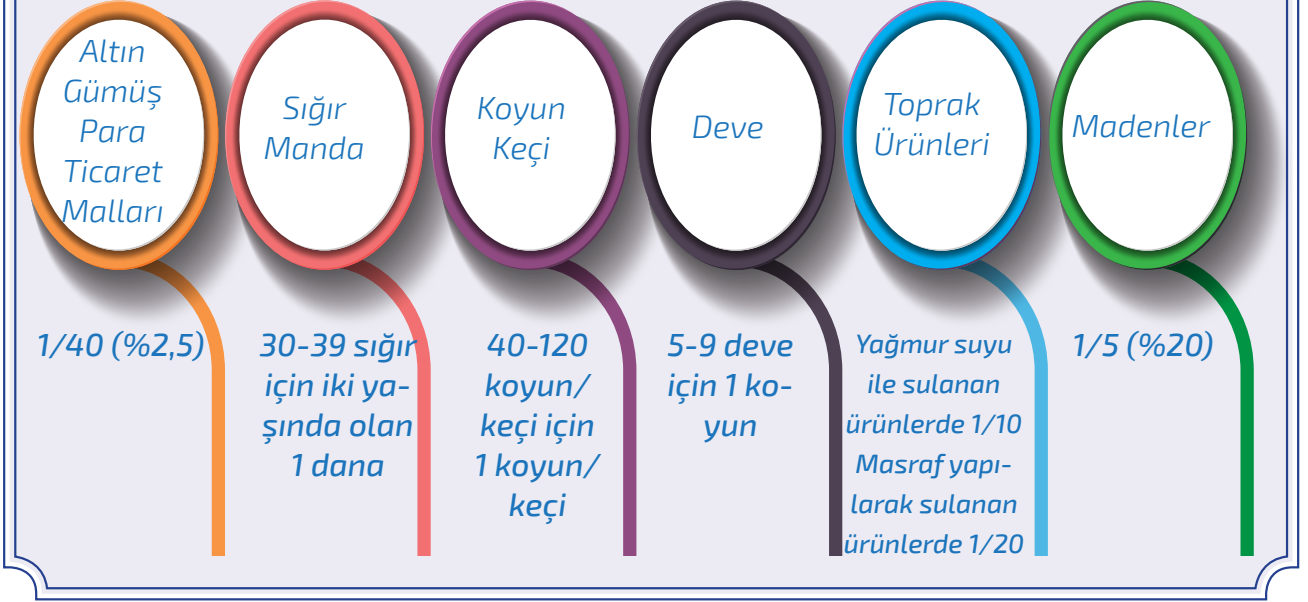 Altın
Gümüş
Para
Ticaret
Malları
1/40 (%2,5)
Sığır
Manda
30-39 sığır
için iki ya-
şında olan
1 dana
Koyun
Keçi
40-120
koyun/
keçi için
1 koyun/
keçi
Deve
5-9 deve
için 1 ko-
yun
Toprak
Ürünleri
Yağmur suyu
ile sulanan
ürünlerde 1/10
Masraf yapı-
larak sulanan
ürünlerde 1/20
Madenler
1/5 (%20)